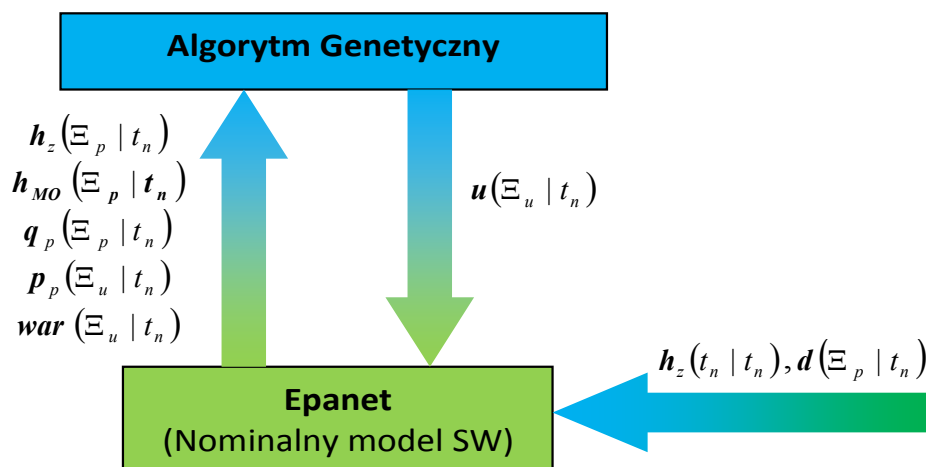 Algorytm Genetyczny
h_z(Ξ_p | t_n)
h_MO(Ξ_p | t_n)
q_p(Ξ_p | t_n)
p_p(Ξ_u | t_n)
war(Ξ_u | t_n)
u(Ξ_u | t_n)
h_z(t_n | t_n), d(Ξ_p | t_n)
Epanet
(Nominalny model SW)